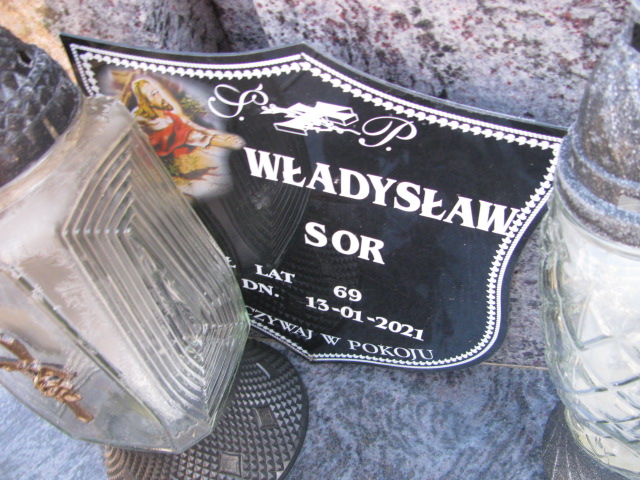 Ś. P.
WŁADYSŁAW
SOR
LAT 69
DN. 13-01-2021
W POKOJU